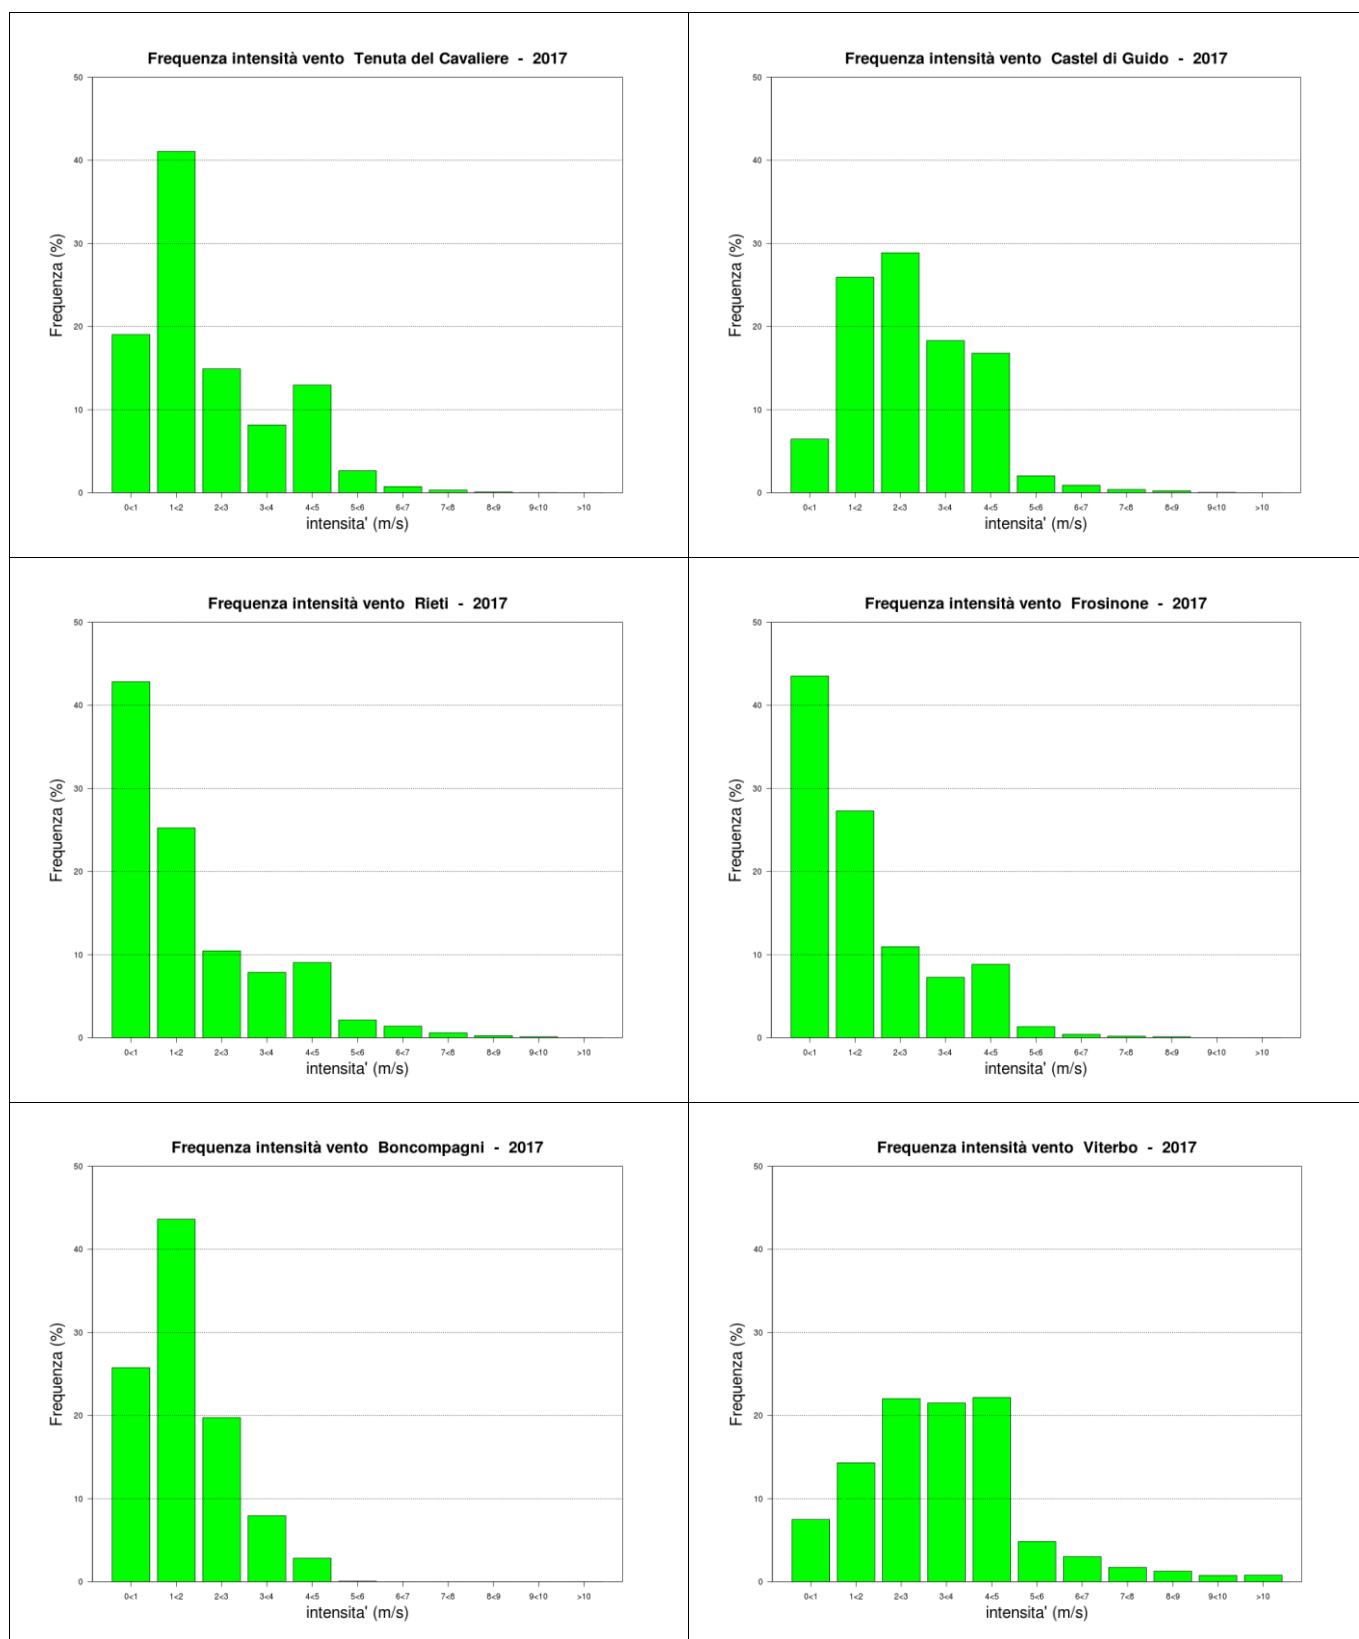 Frequenza intensità vento Tenuta del Cavaliere - 2017
50
40
30
20
10
0
Frequenza (%)
0<1 1<2 2<3 3<4 4<5 5<6 6<7 7<8 8<9 9<10 >10
intensita' (m/s)
Frequenza intensità vento Castel di Guido - 2017
50
40
30
20
10
0
Frequenza (%)
0<1 1<2 2<3 3<4 4<5 5<6 6<7 7<8 8<9 9<10 >10
intensita' (m/s)
Frequenza intensità vento Rieti - 2017
50
40
30
20
10
0
Frequenza (%)
0<1 1<2 2<3 3<4 4<5 5<6 6<7 7<8 8<9 9<10 >10
intensita' (m/s)
Frequenza intensità vento Frosinone - 2017
50
40
30
20
10
0
Frequenza (%)
0<1 1<2 2<3 3<4 4<5 5<6 6<7 7<8 8<9 9<10 >10
intensita' (m/s)
Frequenza intensità vento Boncompagni - 2017
50
40
30
20
10
0
Frequenza (%)
0<1 1<2 2<3 3<4 4<5 5<6 6<7 7<8 8<9 9<10 >10
intensita' (m/s)
Frequenza intensità vento Viterbo - 2017
50
40
30
20
10
0
Frequenza (%)
0<1 1<2 2<3 3<4 4<5 5<6 6<7 7<8 8<9 9<10 >10
intensita' (m/s)